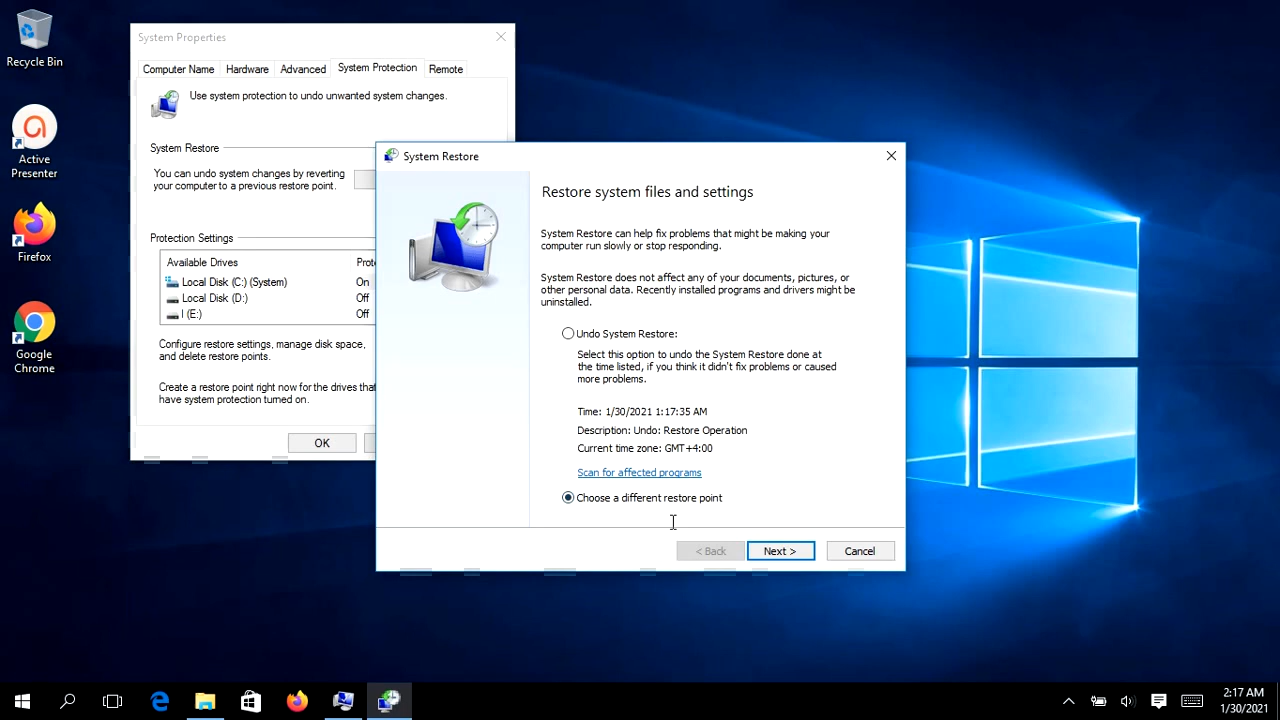 Recycle Bin
Active
Presenter
Firefox
Google
Chrome
System Properties
Computer Name Hardware Advanced System Protection Remote
Use system protection to undo unwanted system changes.
System Restore
You can undo system changes by reverting
your computer to a previous restore point.
Protection Settings
Available Drives Prote
Local Disk (C:) (System) On
Local Disk (D:) Off
I (E:) Off
Configure restore settings, manage disk space,
and delete restore points.
Create a restore point right now for the drives that
have system protection turned on.
OK
System Restore
Restore system files and settings
System Restore can help fix problems that might be making your
computer run slowly or stop responding.
System Restore does not affect any of your documents, pictures, or
other personal data. Recently installed programs and drivers might be
uninstalled.
Undo System Restore:
Select this option to undo the System Restore done at
the time listed, if you think it didn't fix problems or caused
more problems.
Time: 1/30/2021 1:17:35 AM
Description: Undo: Restore Operation
Current time zone: GMT+4:00
Scan for affected programs
Choose a different restore point
< Back Next > Cancel
2:17 AM
1/30/2021